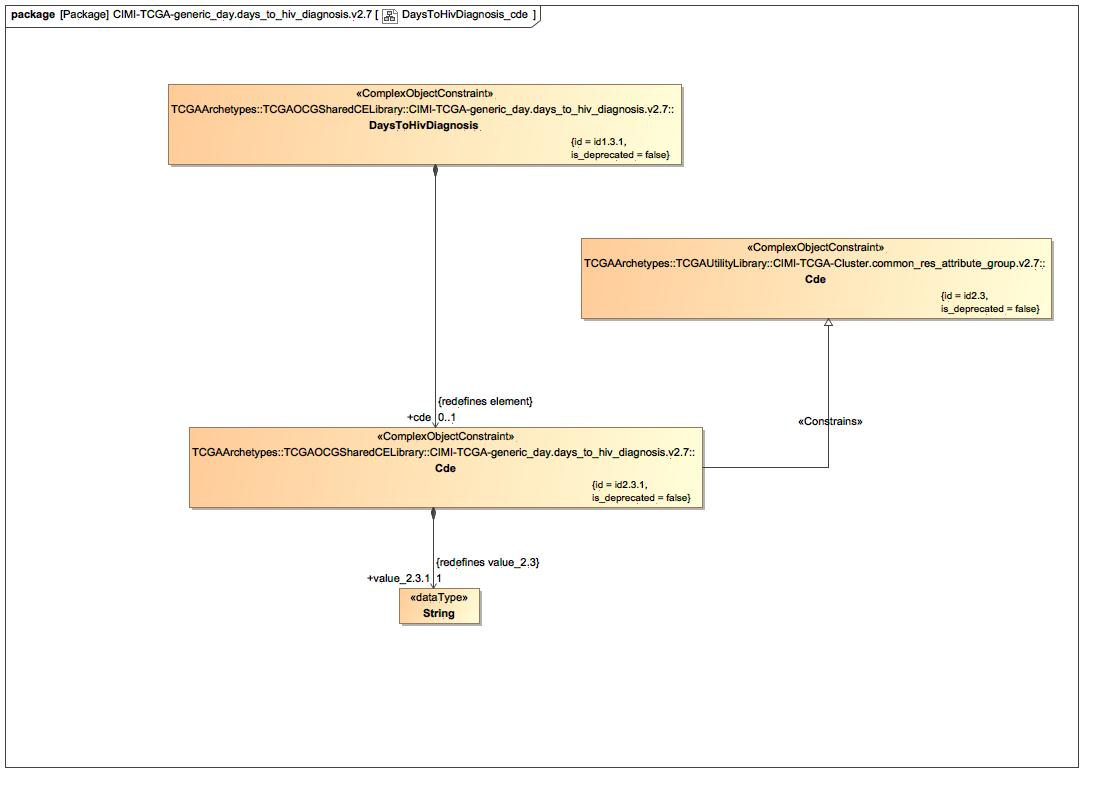 package [Package] CIMI-TCGA-generic_day.days_to_hiv_diagnosis.v2.7 [ DaysToHivDiagnosis_cde ]
«ComplexObjectConstraint»
TCGAArchetypes::TCGAOCGSharedCELibrary::CIMI-TCGA-generic_day.days_to_hiv_diagnosis.v2.7::
DaysToHivDiagnosis
{id = id1.3.1,
is_deprecated = false}
«ComplexObjectConstraint»
TCGAArchetypes::TCGAUtilityLibrary::CIMI-TCGA-Cluster.common_res_attribute_group.v2.7::
Cde
{id = id2.3,
is_deprecated = false}
{redefines element}
+cde 0..1
«Constrains»
«ComplexObjectConstraint»
TCGAArchetypes::TCGAOCGSharedCELibrary::CIMI-TCGA-generic_day.days_to_hiv_diagnosis.v2.7::
Cde
{id = id2.3.1,
is_deprecated = false}
{redefines value_2.3}
+value_2.3.1 1
«dataType»
String